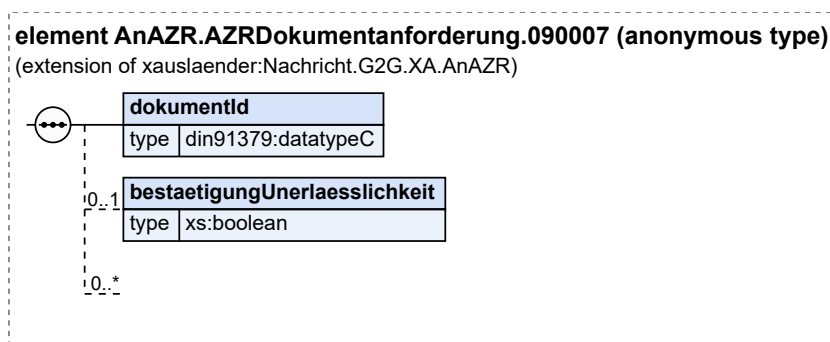 element AnAZR.AZRDokumentanforderung.090007 (anonymous type)
(extension of xauslaender:Nachricht.G2G.XA.AnAZR)
dokumentId
type din91379:datatypeC
0..1 bestaetigungUnerlaesslichkeit
type xs:boolean
0..*